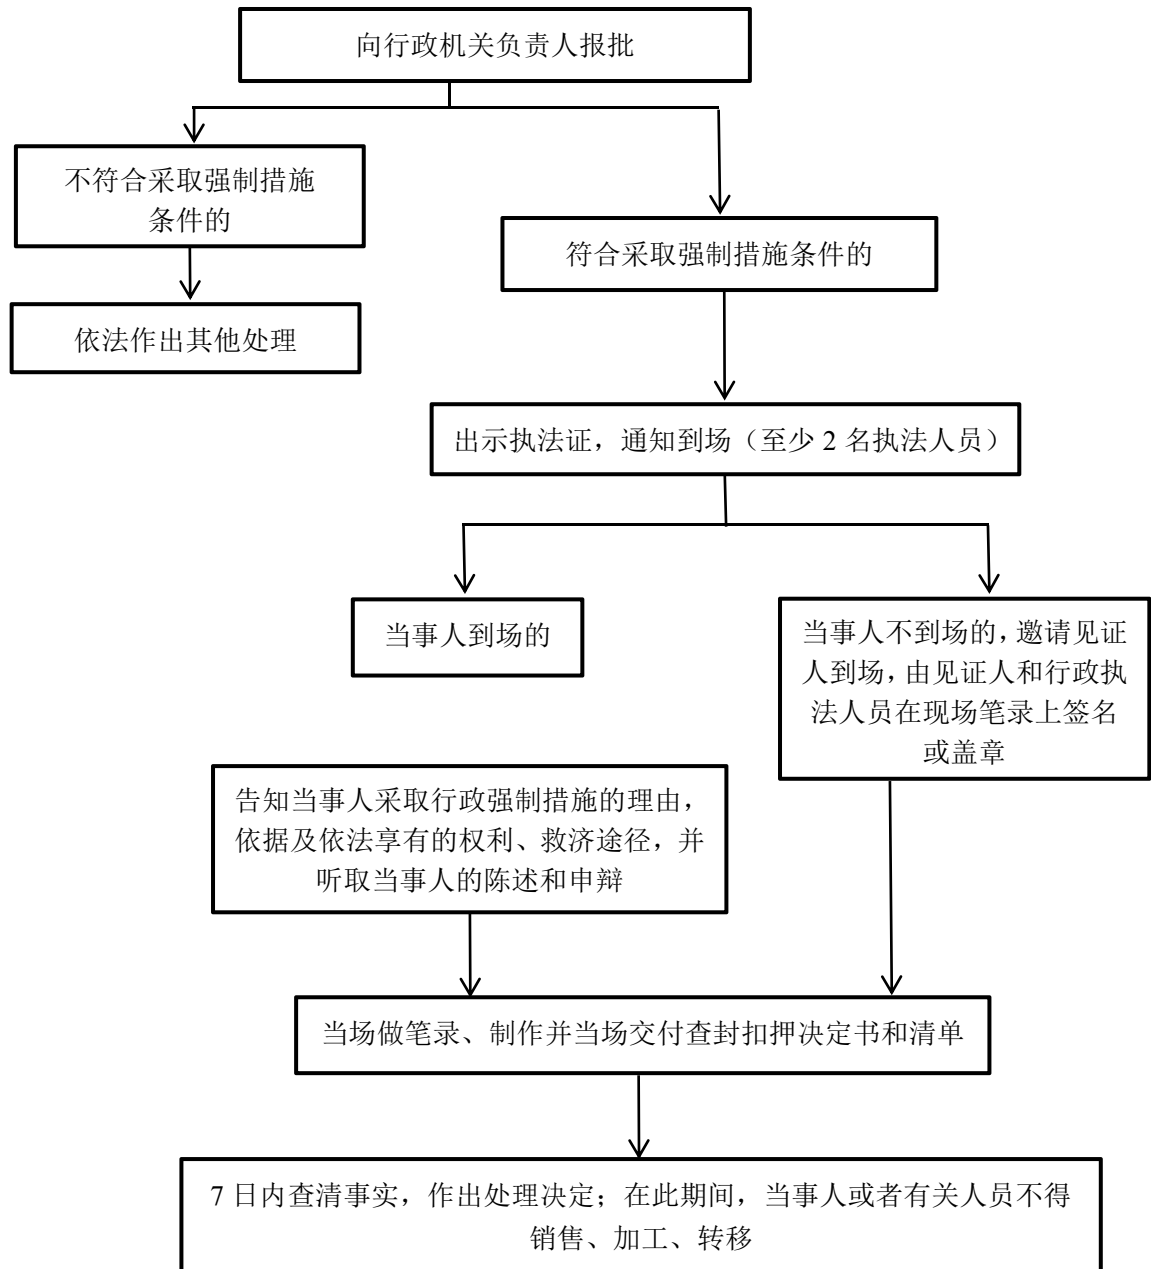 向行政机关负责人报批
不符合采取强制措施
条件的
符合采取强制措施条件的
依法作出其他处理
出示执法证，通知到场（至少 2 名执法人员）
当事人到场的
当事人不到场的，邀请见证
人到场，由见证人和行政执
法人员在现场笔录上签名
或盖章
告知当事人采取行政强制措施的理由，
依据及依法享有的权利、救济途径，并
听取当事人的陈述和申辩
当场做笔录、制作并当场交付查封扣押决定书和清单
7 日内查清事实，作出处理决定；在此期间，当事人或者有关人员不得
销售、加工、转移